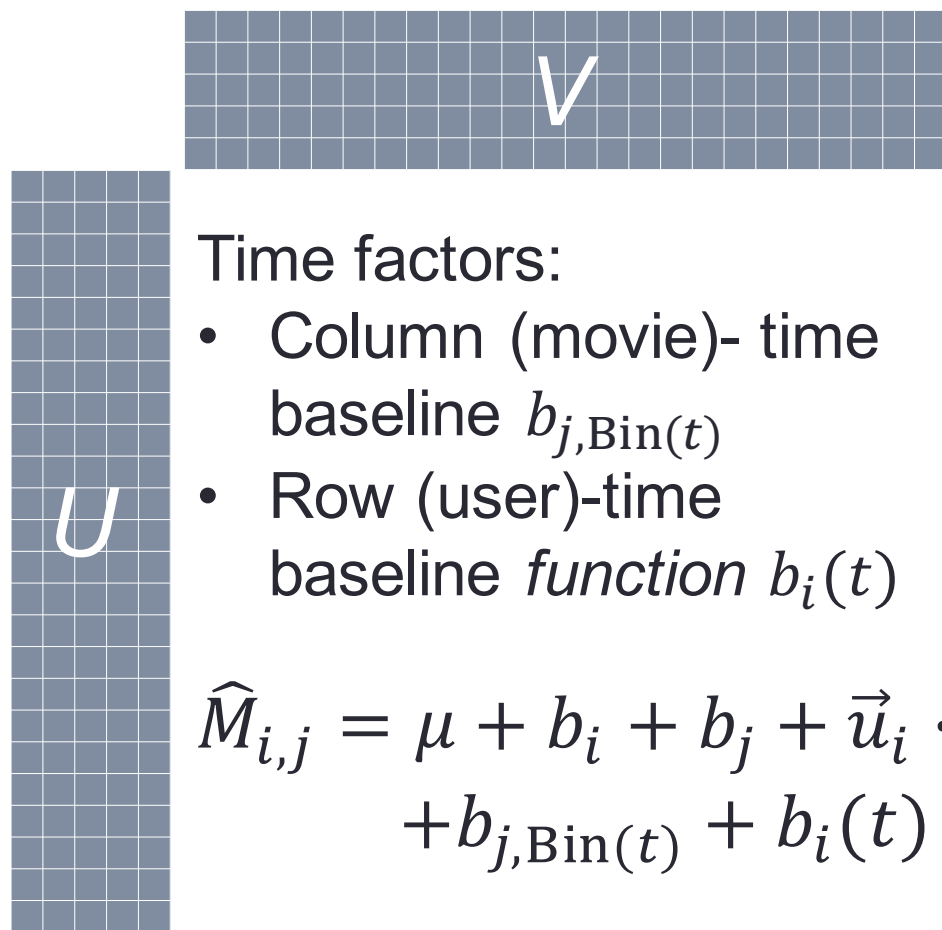 V
U
Time factors:
• Column (movie)- time
baseline b_{j,Bin(t)}
• Row (user)-time
baseline function b_i(t)
M̂_{i,j} = μ + b_i + b_j + u⃗_i ·
+b_{j,Bin(t)} + b_i(t)